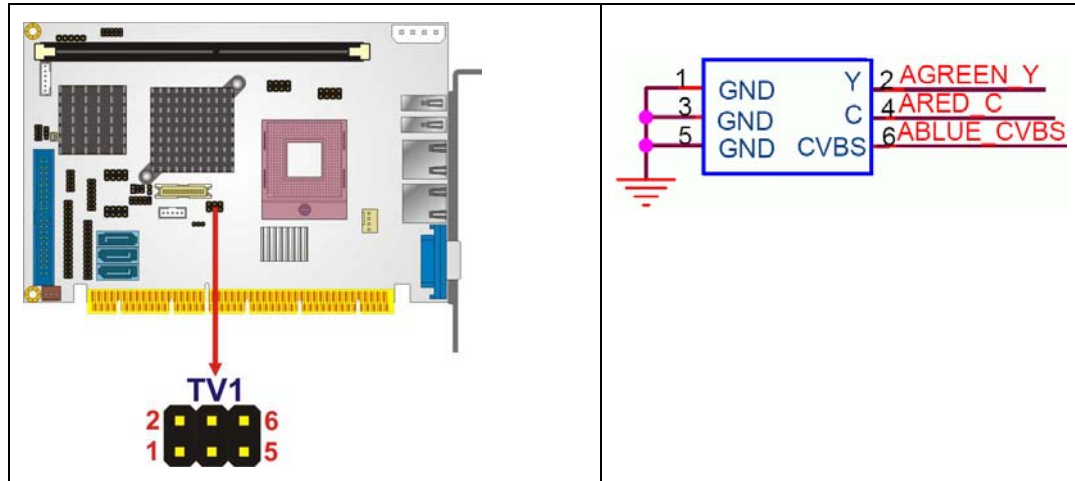 TV1
2 6
1 5
1 GND Y 2 AGREEN_Y
3 GND C 4 ARED_C
5 GND CVBS 6 ABLUE_CVBS